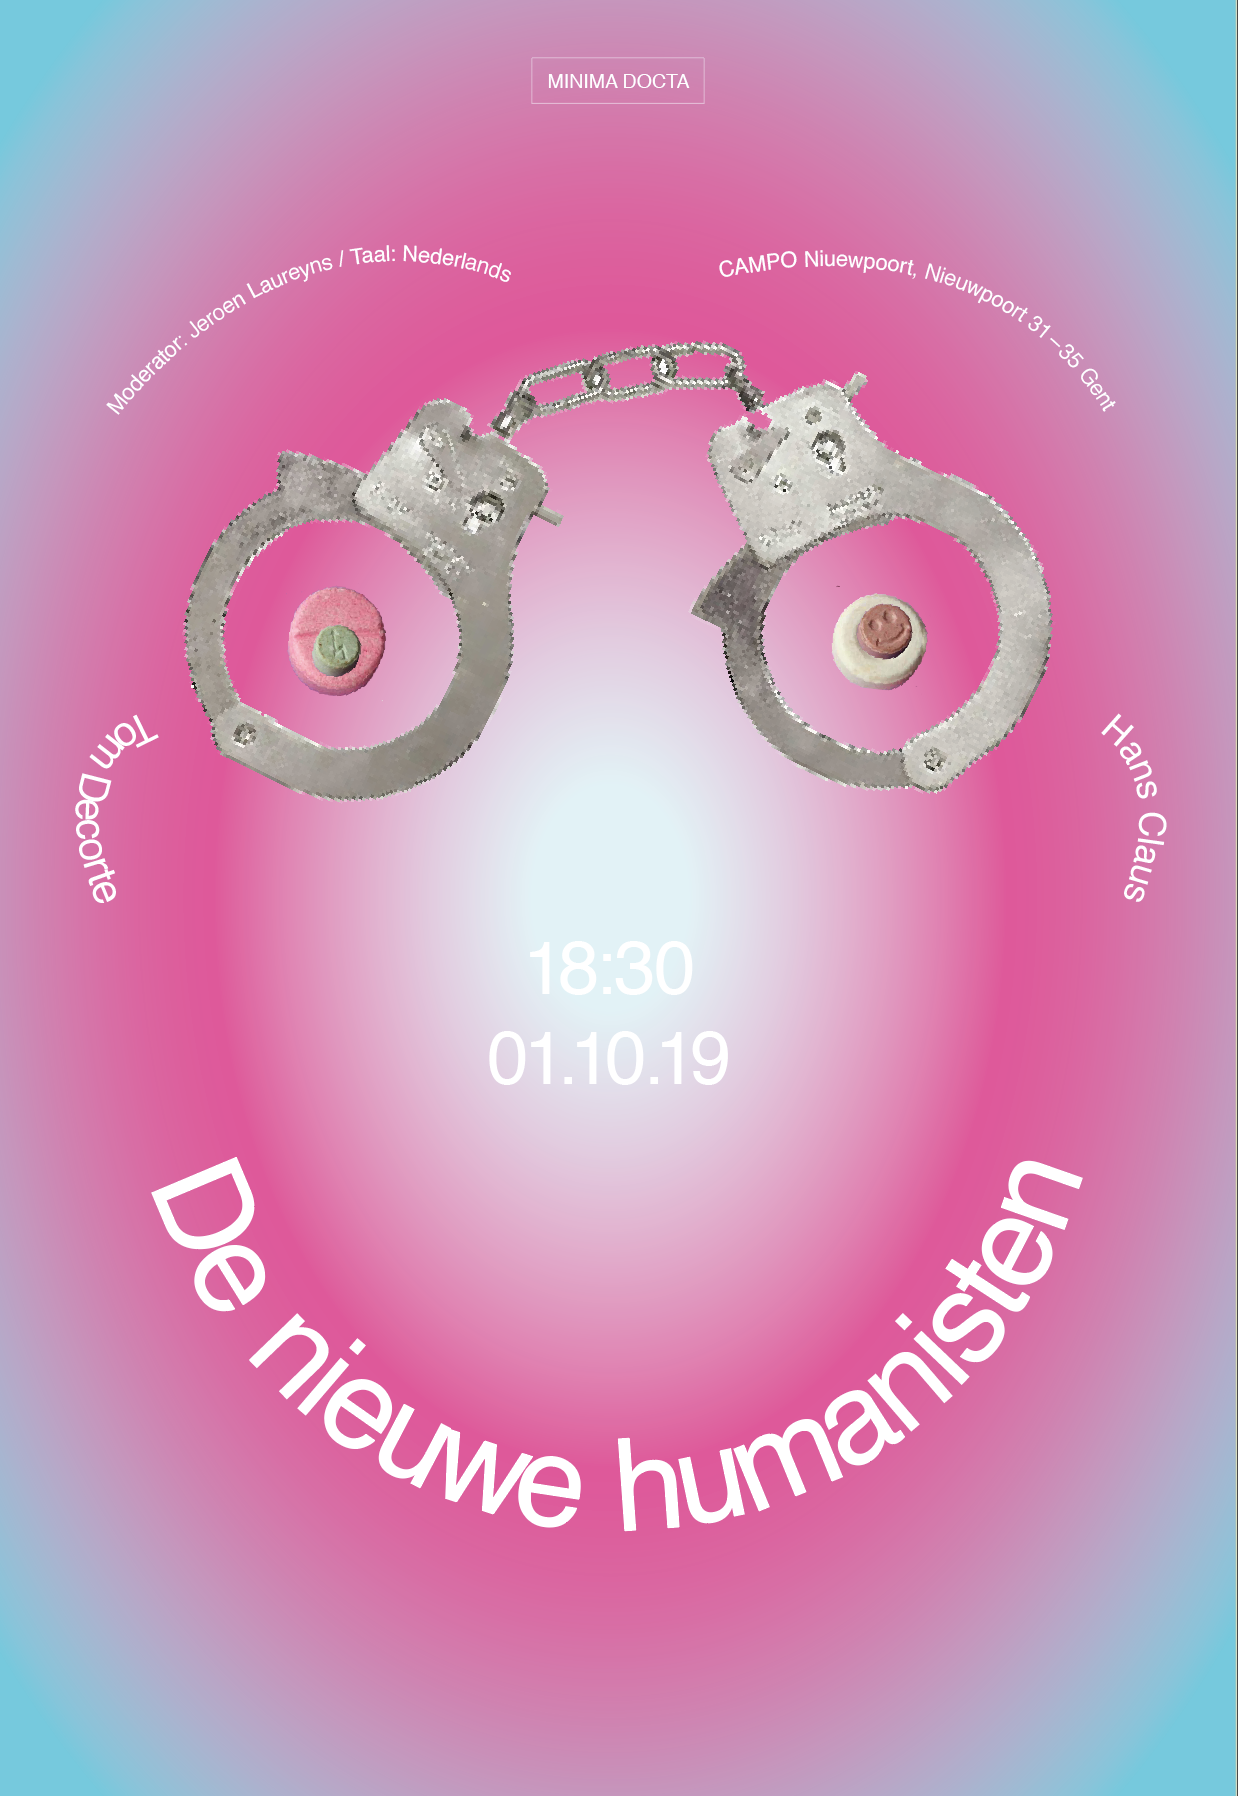 MINIMA DOCTA
Moderator: Jeroen Laureyns / Taal: Nederlands
CAMPO Niuewpoort, Nieuwpoort 31–35 Gent
Tom Decorte
Hans Claus
18:30
01.10.19
De nieuwe humanisten